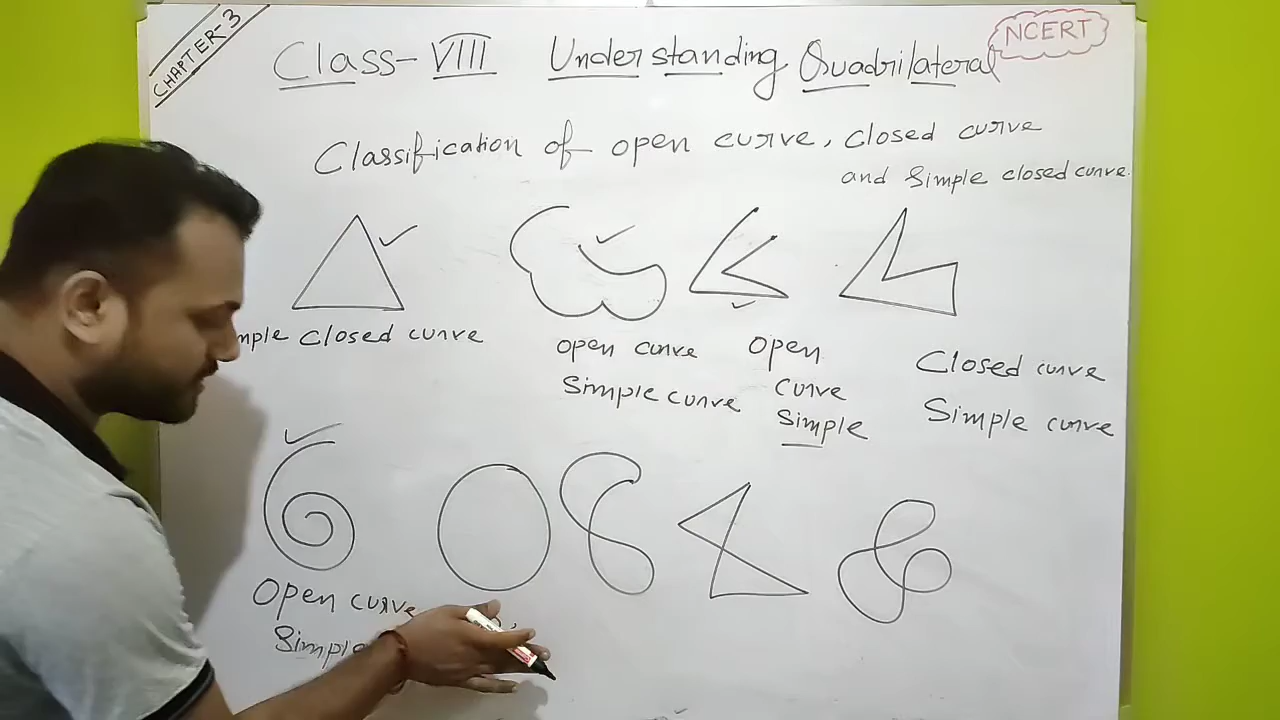 CHAPTER-3
Class-VIII Understanding Quadrilateral
NCERT
Classification of open curve, closed curve
and Simple closed curve.
closed curve
open curve
Simple curve
open
curve
Simple
Closed curve
Simple curve
Open curve
Simple